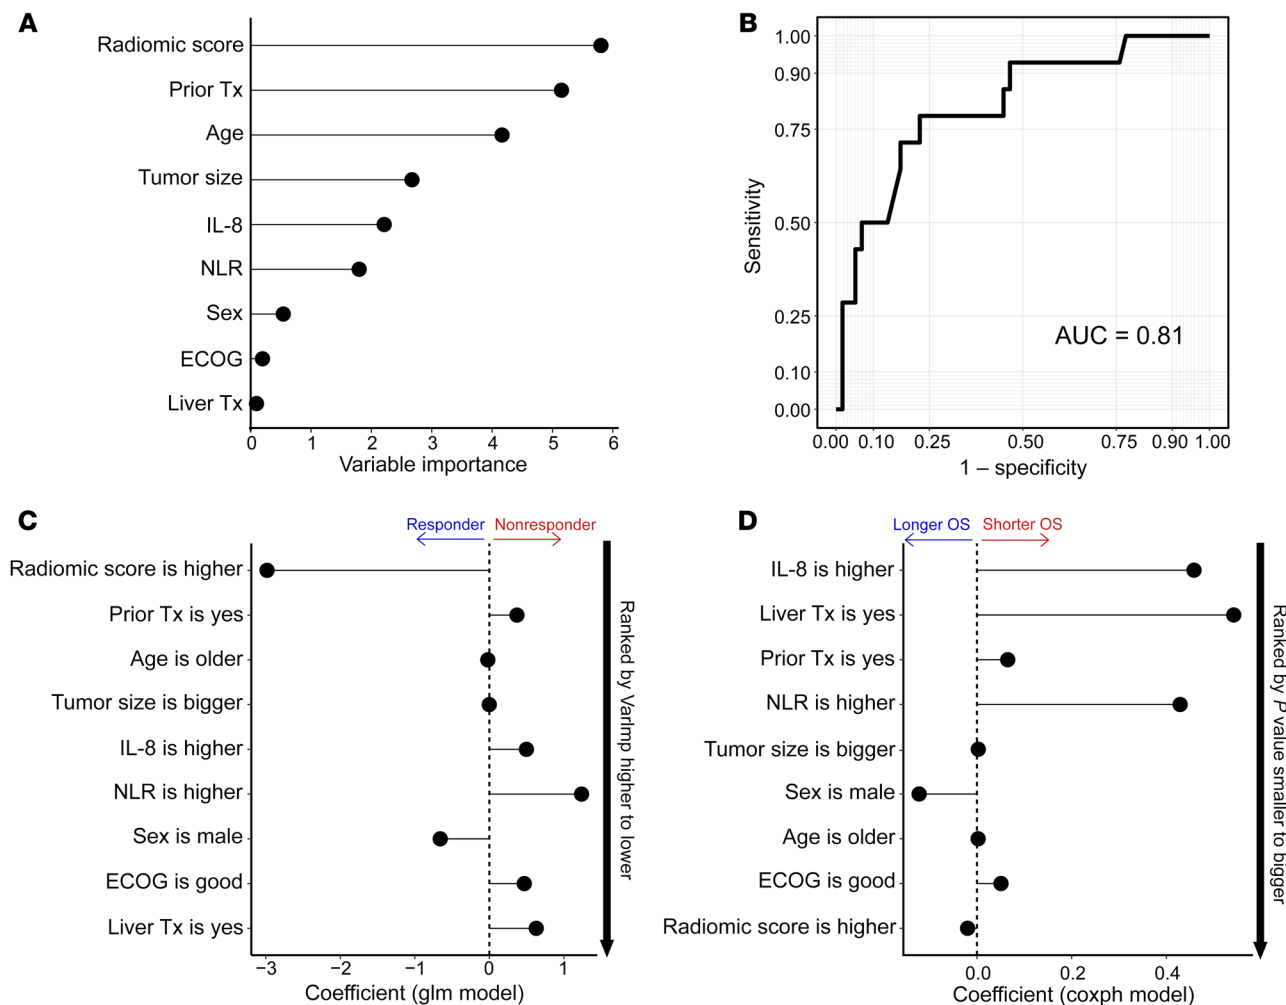 A
Radiomic score
Prior Tx
Age
Tumor size
IL-8
NLR
Sex
ECOG
Liver Tx
0 1 2 3 4 5 6
Variable importance
B
Sensitivity
1.00
0.90
0.75
0.50
0.25
0.10
0.00
AUC = 0.81
0.00 0.10 0.25 0.50 0.75 0.90 1.00
1 – specificity
C
Responder Nonresponder
Radiomic score is higher
Prior Tx is yes
Age is older
Tumor size is bigger
IL-8 is higher
NLR is higher
Sex is male
ECOG is good
Liver Tx is yes
−3 −2 −1 0 1
Coefficient (glm model)
Ranked by VarImp higher to lower
D
Longer OS Shorter OS
IL-8 is higher
Liver Tx is yes
Prior Tx is yes
NLR is higher
Tumor size is bigger
Sex is male
Age is older
ECOG is good
Radiomic score is higher
0.0 0.2 0.4
Coefficient (coxph model)
Ranked by P value smaller to bigger